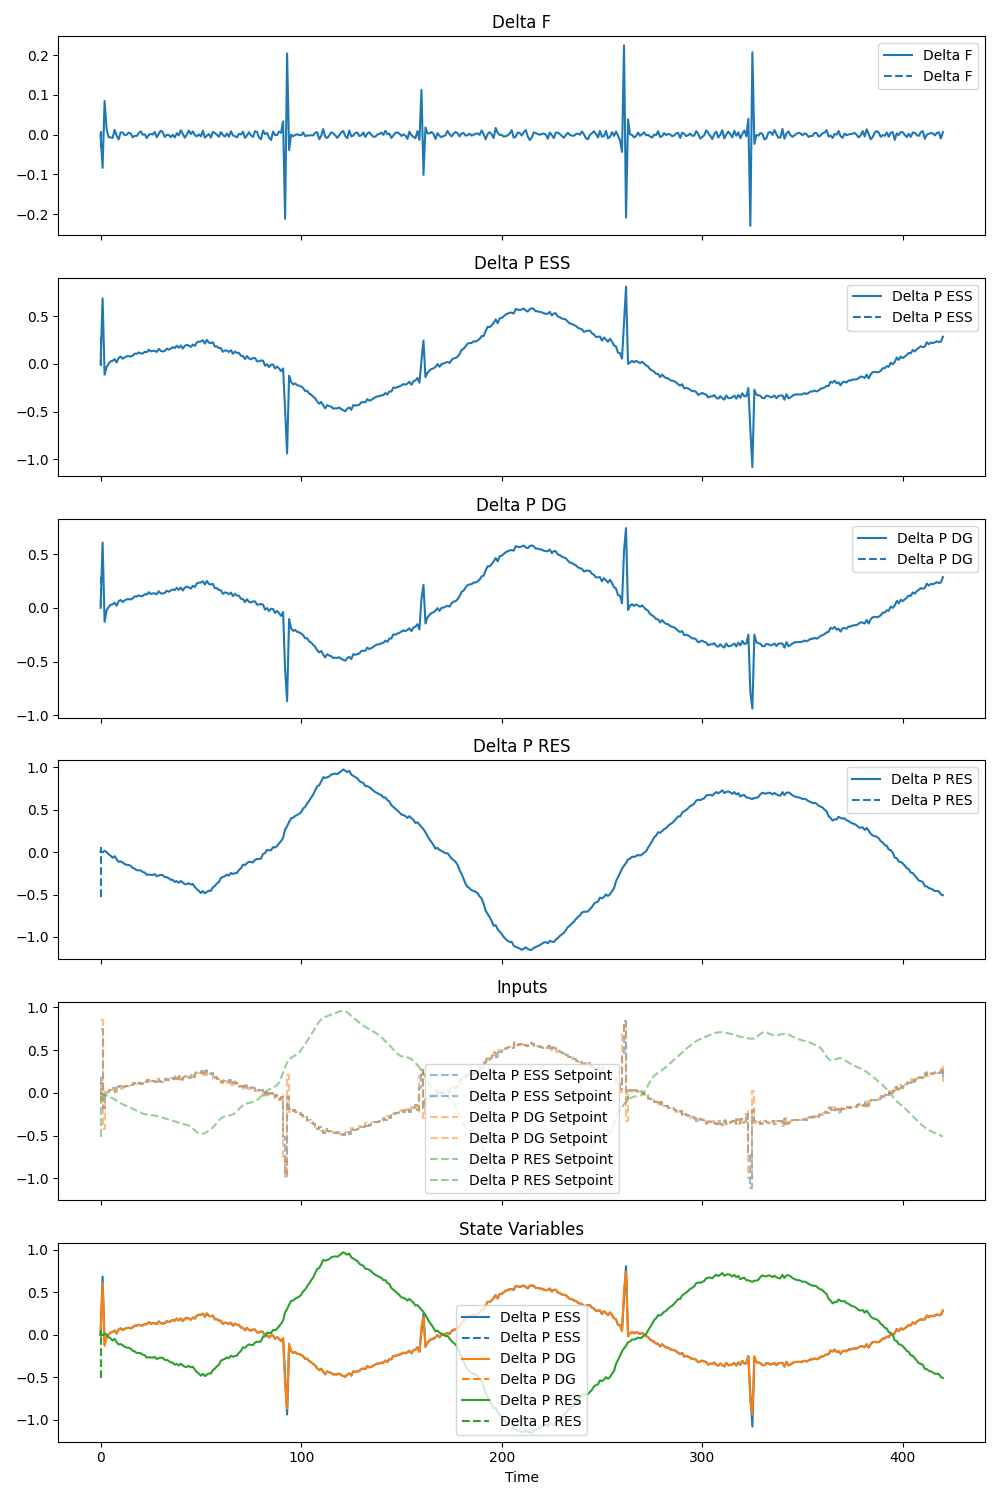 Delta F
0.2
0.1
0.0
−0.1
−0.2
Delta F
Delta F
Delta P ESS
0.5
0.0
−0.5
−1.0
Delta P ESS
Delta P ESS
Delta P DG
0.5
0.0
−0.5
−1.0
Delta P DG
Delta P DG
Delta P RES
1.0
0.5
0.0
−0.5
−1.0
Delta P RES
Delta P RES
Inputs
1.0
0.5
0.0
−0.5
−1.0
Delta P ESS Setpoint
Delta P ESS Setpoint
Delta P DG Setpoint
Delta P DG Setpoint
Delta P RES Setpoint
Delta P RES Setpoint
State Variables
1.0
0.5
0.0
−0.5
−1.0
Delta P ESS
Delta P ESS
Delta P DG
Delta P DG
Delta P RES
Delta P RES
0 100 200 300 400
Time